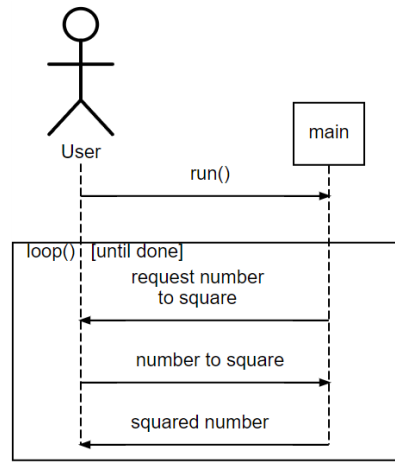 User
main
run()
loop() [until done]
request number
to square
number to square
squared number